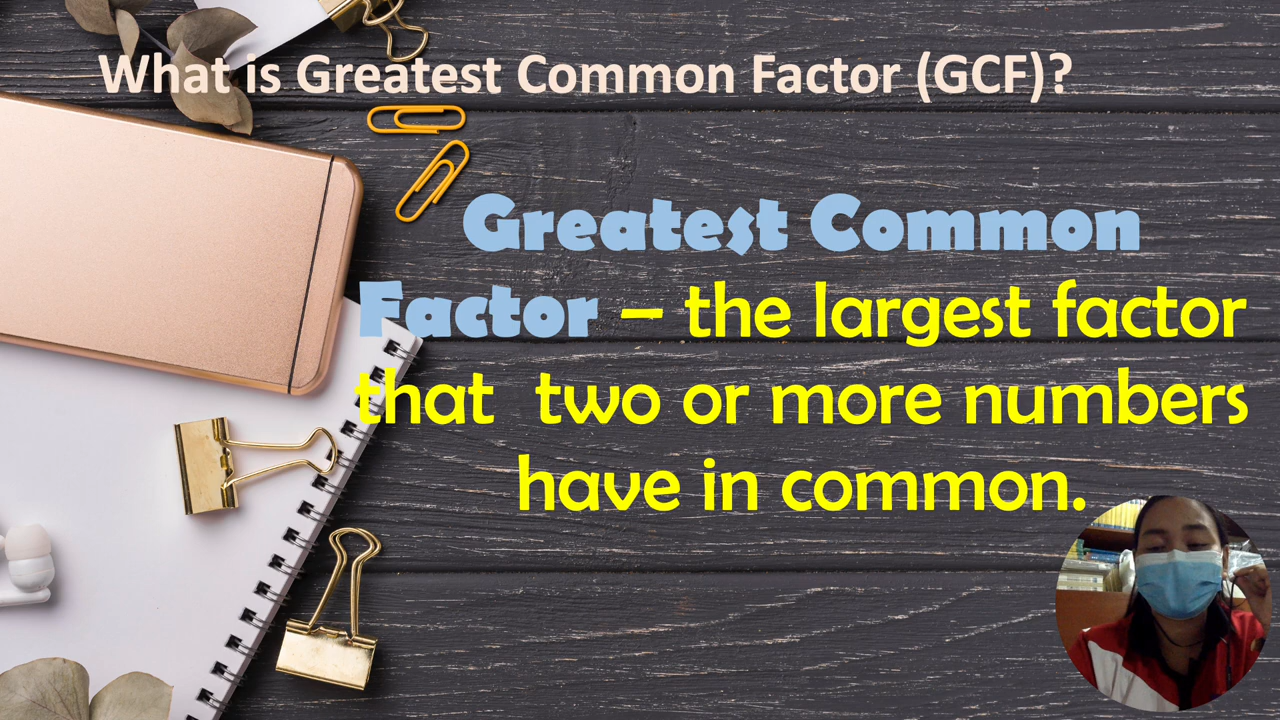 What is Greatest Common Factor (GCF)?
Greatest Common
Factor – the largest factor
that two or more numbers
have in common.